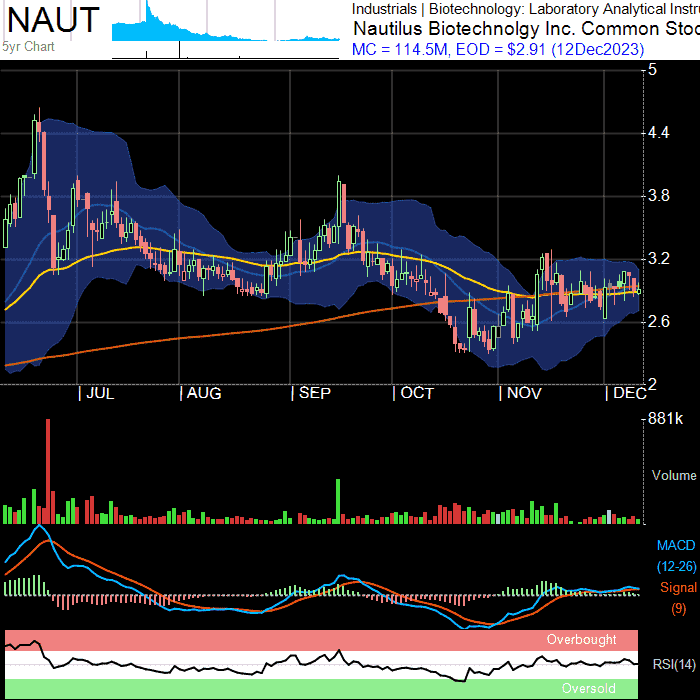 NAUT
5yr Chart
Industrials | Biotechnology: Laboratory Analytical Instr
Nautilus Biotechnolgy Inc. Common Stoc
MC = 114.5M, EOD = $2.91 (12Dec2023)
5
4.4
3.8
3.2
2.6
2
| JUL | AUG | SEP | OCT | NOV | DEC
881k
Volume
MACD
(12-26)
Signal
(9)
Overbought
RSI(14)
Oversold